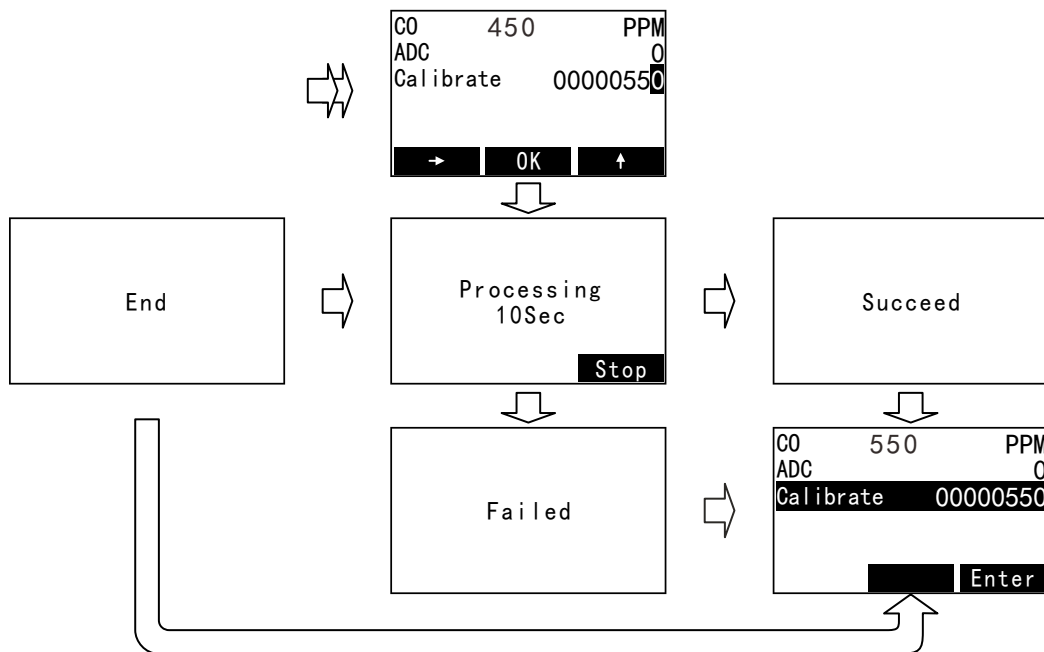 CO 450 PPM
ADC 0
Calibrate 00000550
→ OK ↑
End
Processing
10Sec
Stop
Succeed
Failed
CO 550 PPM
ADC 0
Calibrate 00000550
Enter